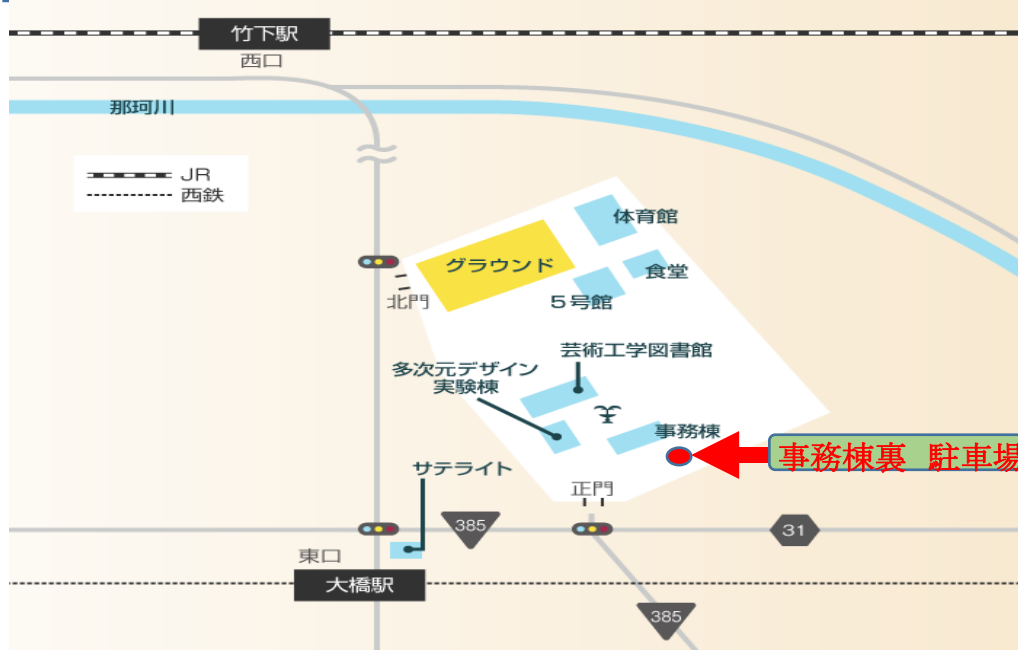 竹下駅
西口
那珂川
JR
西鉄
体育館
グラウンド
食堂
北門
5号館
芸術工学図書館
多次元デザイン
実験棟
事務棟
事務棟裏 駐車場
サテライト
正門
385
31
東口
大橋駅
385